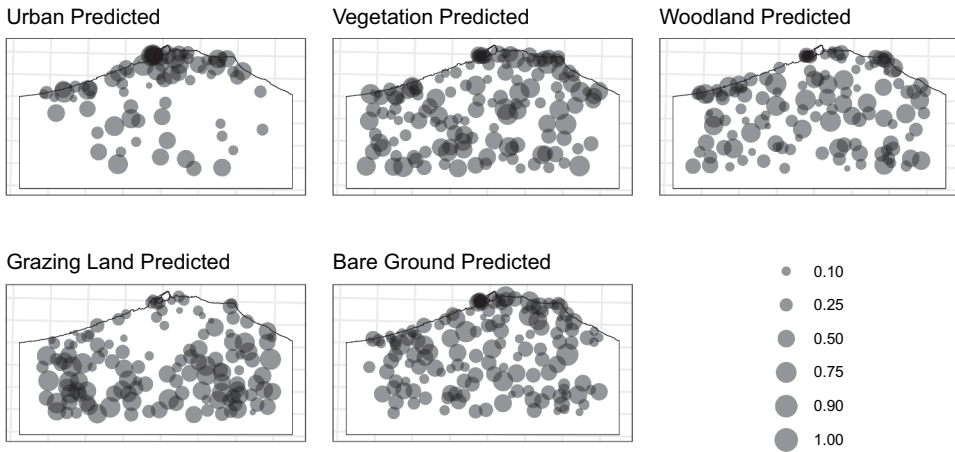 Urban Predicted
Vegetation Predicted
Woodland Predicted
Grazing Land Predicted
Bare Ground Predicted
0.10
0.25
0.50
0.75
0.90
1.00